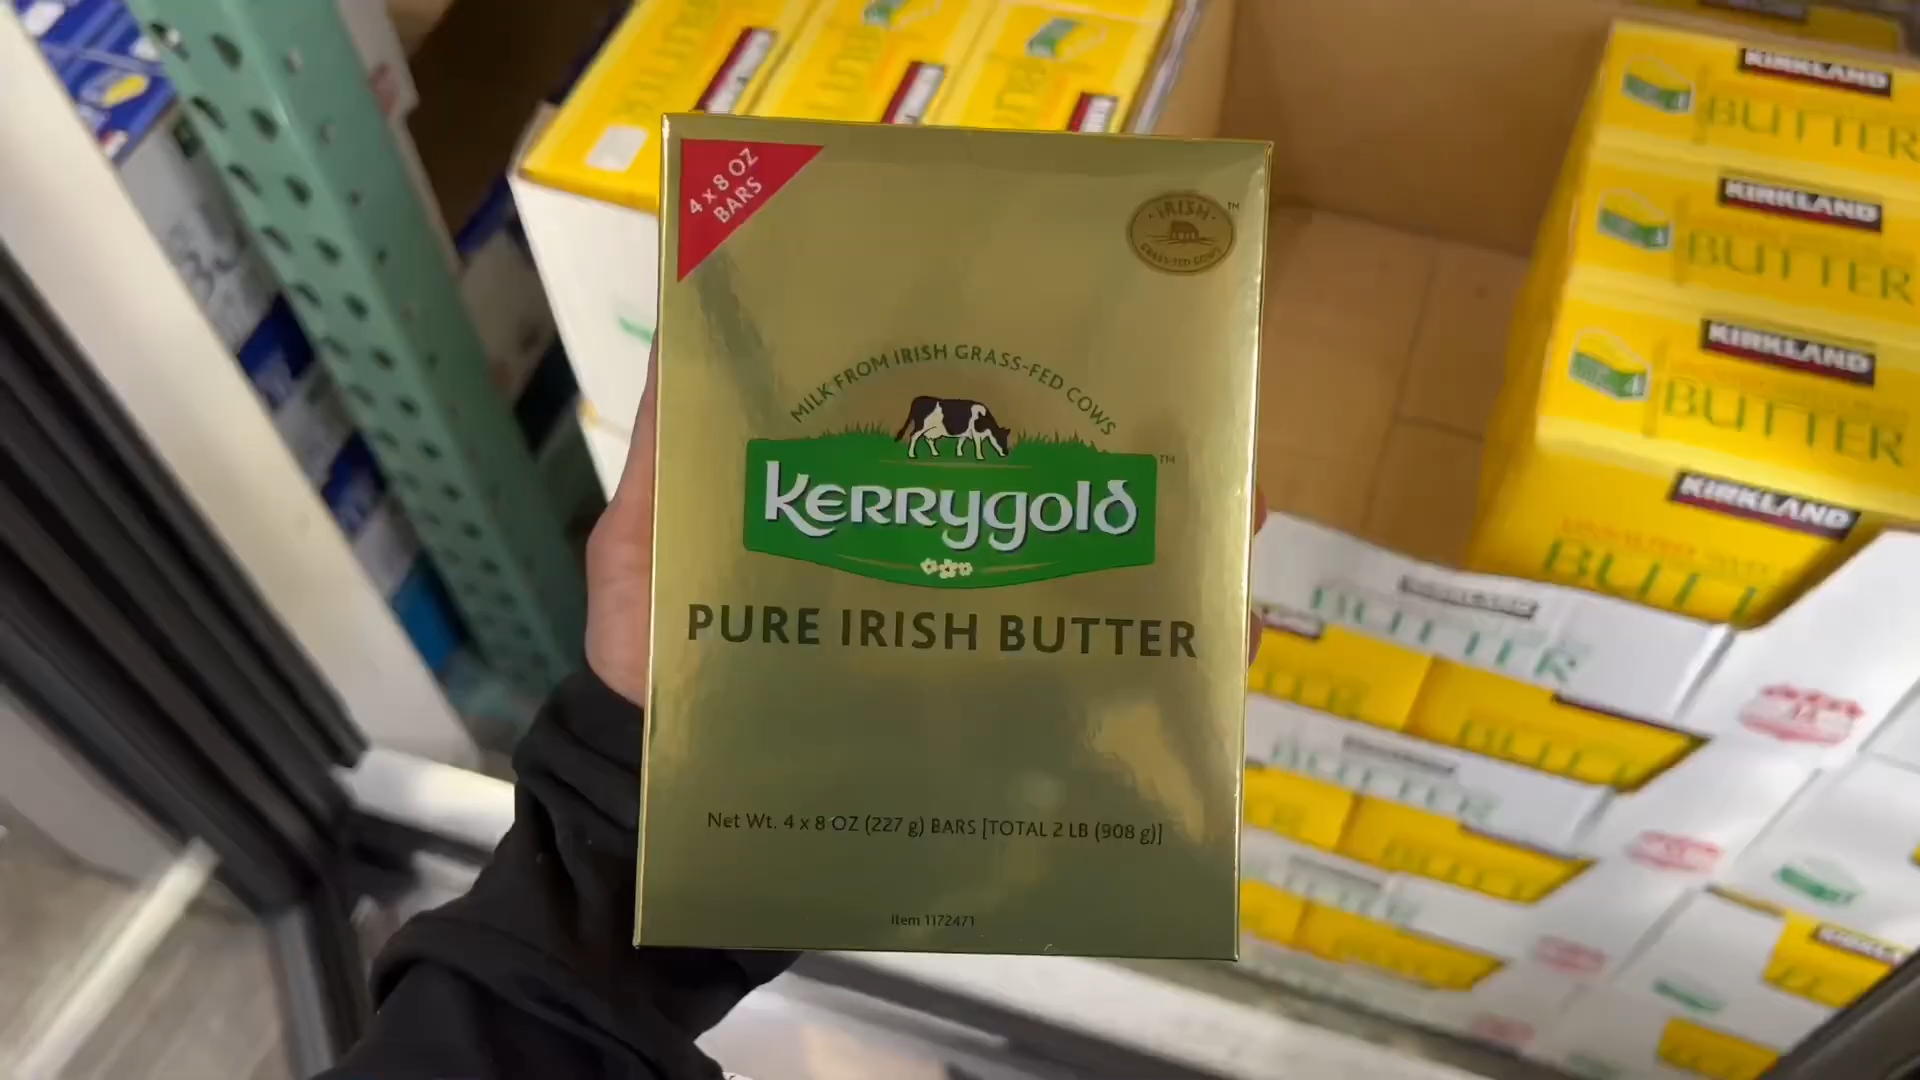 4 x 8 OZ
BARS
IRISH
GRASS-FED COWS
TM
MILK FROM IRISH GRASS-FED COWS
Kerrygold
TM
PURE IRISH BUTTER
Net Wt. 4 x 8 OZ (227 g) BARS [TOTAL 2 LB (908 g)]
Item 1172471
KIRKLAND
BUTTER
KIRKLAND
BUTTER
KIRKLAND
BUTTER
KIRKLAND
BUTTER